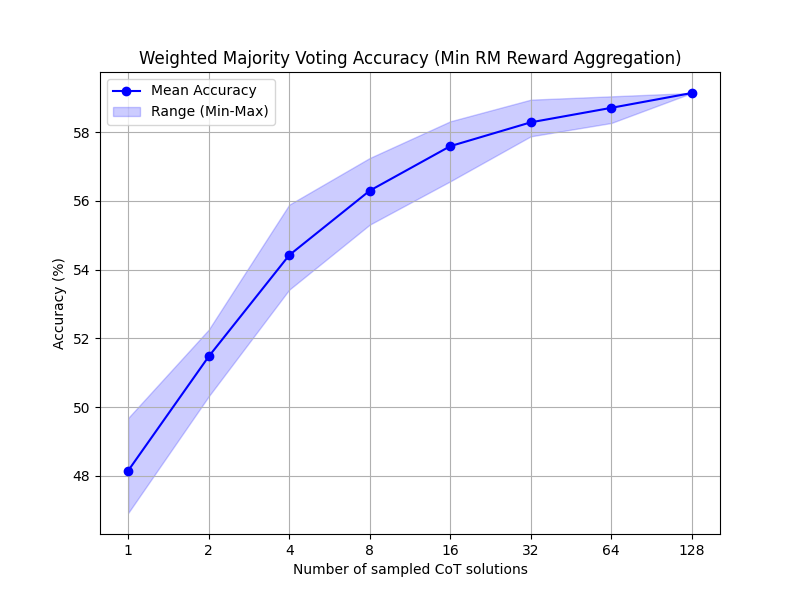 Weighted Majority Voting Accuracy (Min RM Reward Aggregation)
Mean Accuracy
Range (Min-Max)
Accuracy (%)
58
56
54
52
50
48
1 2 4 8 16 32 64 128
Number of sampled CoT solutions